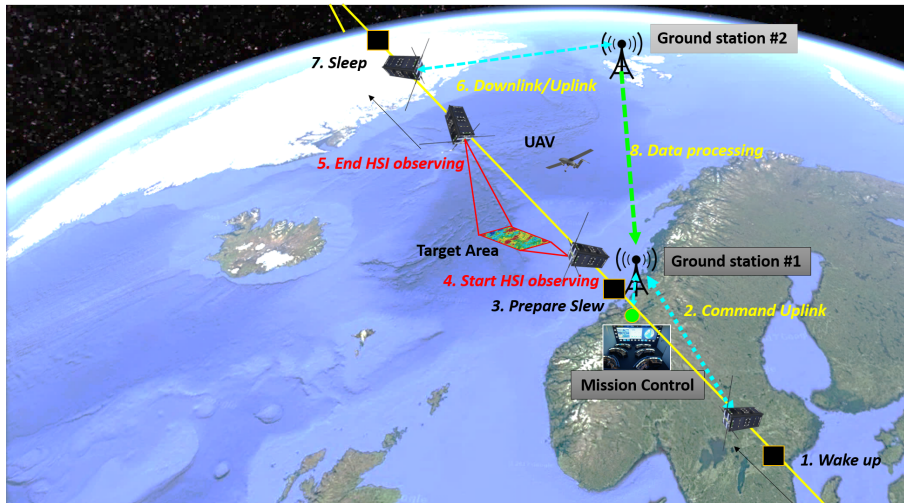 Ground station #2
7. Sleep
6. Downlink/Uplink
UAV
5. End HSI observing
8. Data processing
Target Area
Ground station #1
4. Start HSI observing
3. Prepare Slew
2. Command Uplink
Mission Control
1. Wake up